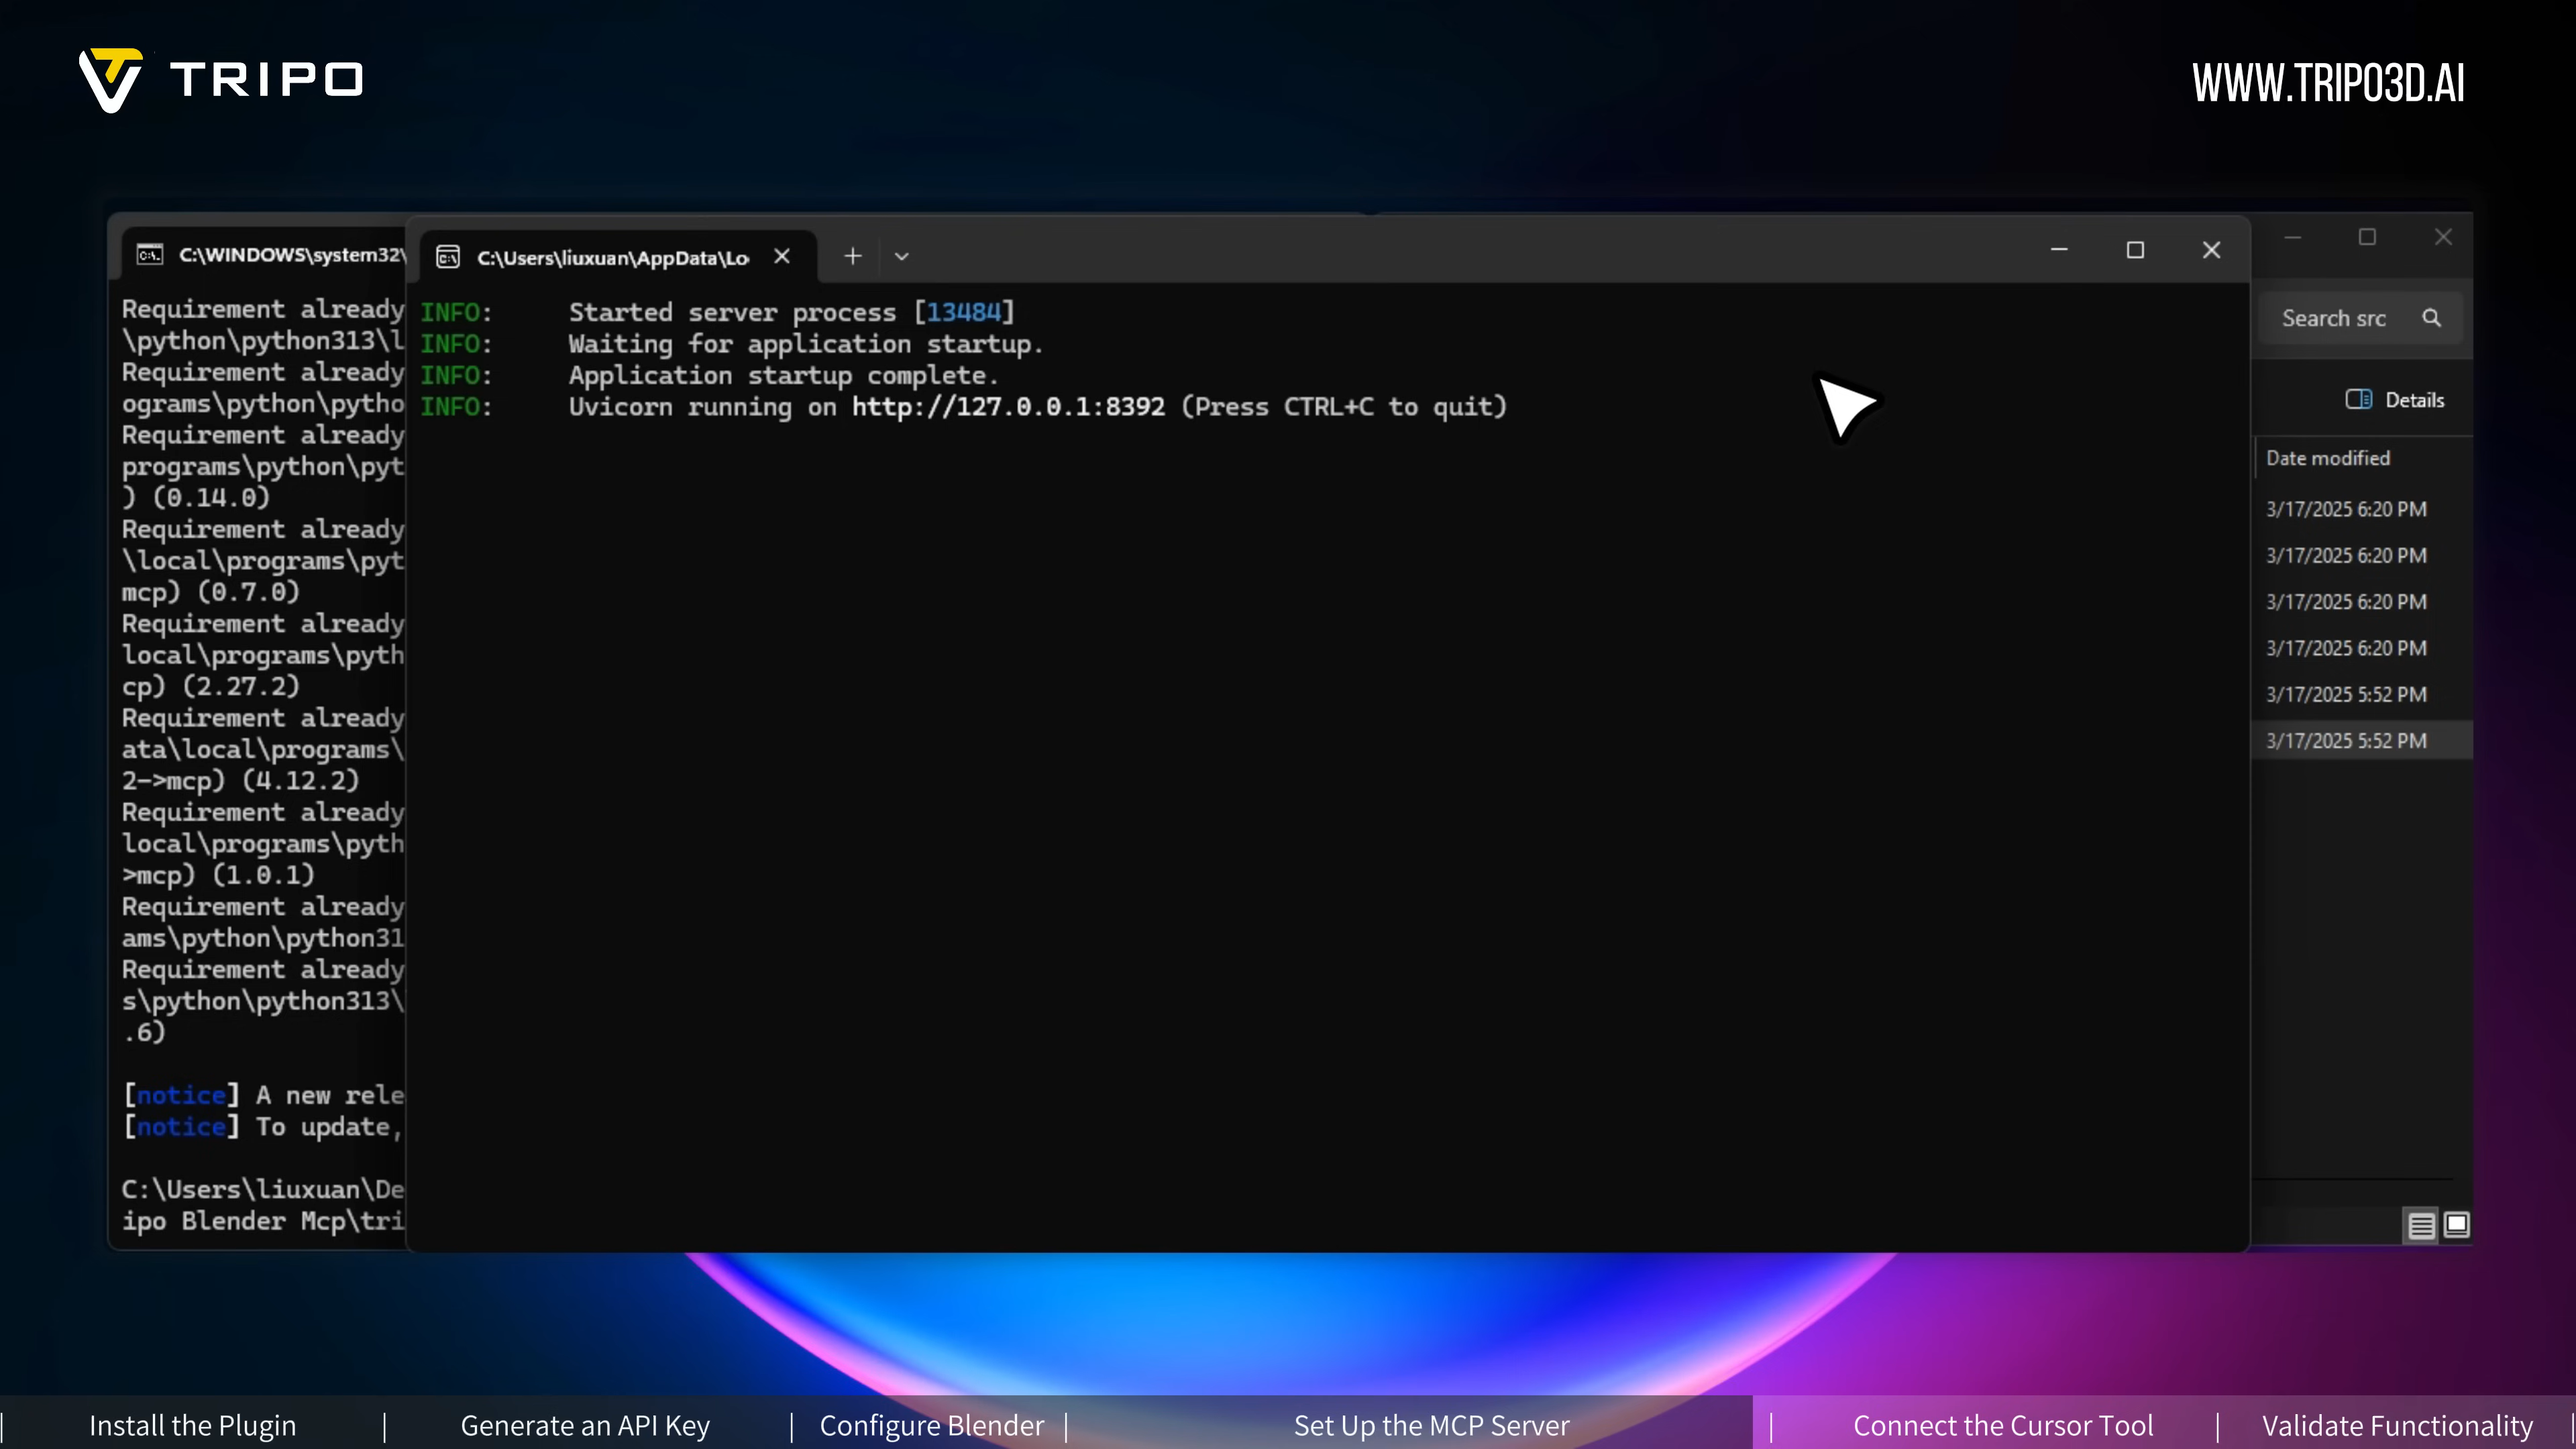 TRIPO
WWW.TRIPO3D.AI
C:\WINDOWS\system32\
Requirement already
\python\python313\l
Requirement already
ograms\python\pytho
Requirement already
programs\python\pyt
) (0.14.0)
Requirement already
\local\programs\pyt
mcp) (0.7.0)
Requirement already
local\programs\pyth
cp) (2.27.2)
Requirement already
ata\local\programs\
2->mcp) (4.12.2)
Requirement already
local\programs\pyth
>mcp) (1.0.1)
Requirement already
ams\python\python31
Requirement already
s\python\python313\
.6)
[notice] A new rele
[notice] To update,
C:\Users\liuxuan\De
ipo Blender Mcp\tri
C:\Users\liuxuan\AppData\Lo
INFO: Started server process [13484]
INFO: Waiting for application startup.
INFO: Application startup complete.
INFO: Uvicorn running on http://127.0.0.1:8392 (Press CTRL+C to quit)
Search src
Details
Date modified
3/17/2025 6:20 PM
3/17/2025 6:20 PM
3/17/2025 6:20 PM
3/17/2025 6:20 PM
3/17/2025 5:52 PM
3/17/2025 5:52 PM
| Install the Plugin | Generate an API Key | Configure Blender | Set Up the MCP Server | Connect the Cursor Tool | Validate Functionality |